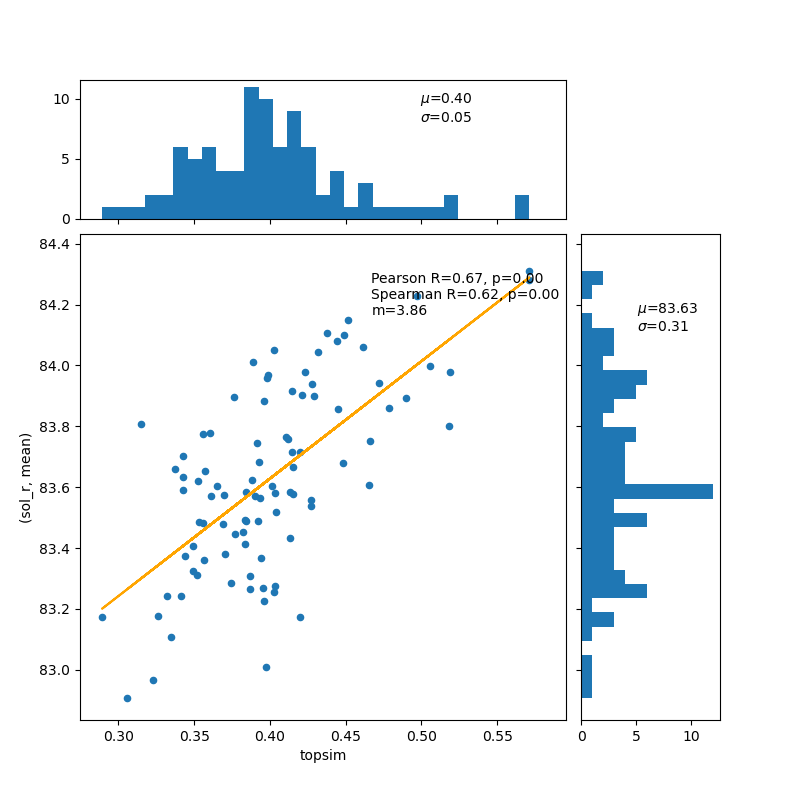 10
5
0
μ=0.40
σ=0.05
84.4
84.2
84.0
83.8
83.6
83.4
83.2
83.0
(sol_r, mean)
Pearson R=0.67, p=0.00
Spearman R=0.62, p=0.00
m=3.86
μ=83.63
σ=0.31
0.30 0.35 0.40 0.45 0.50 0.55
topsim
0 5 10